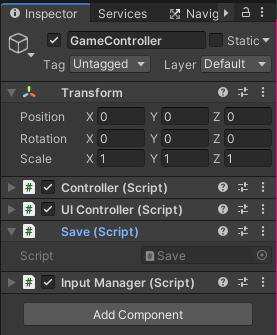 Inspector Services Navig
GameController Static
Tag Untagged Layer Default
Transform
Position X 0 Y 0 Z 0
Rotation X 0 Y 0 Z 0
Scale X 1 Y 1 Z 1
# Controller (Script)
# UI Controller (Script)
# Save (Script)
Script # Save
# Input Manager (Script)
Add Component